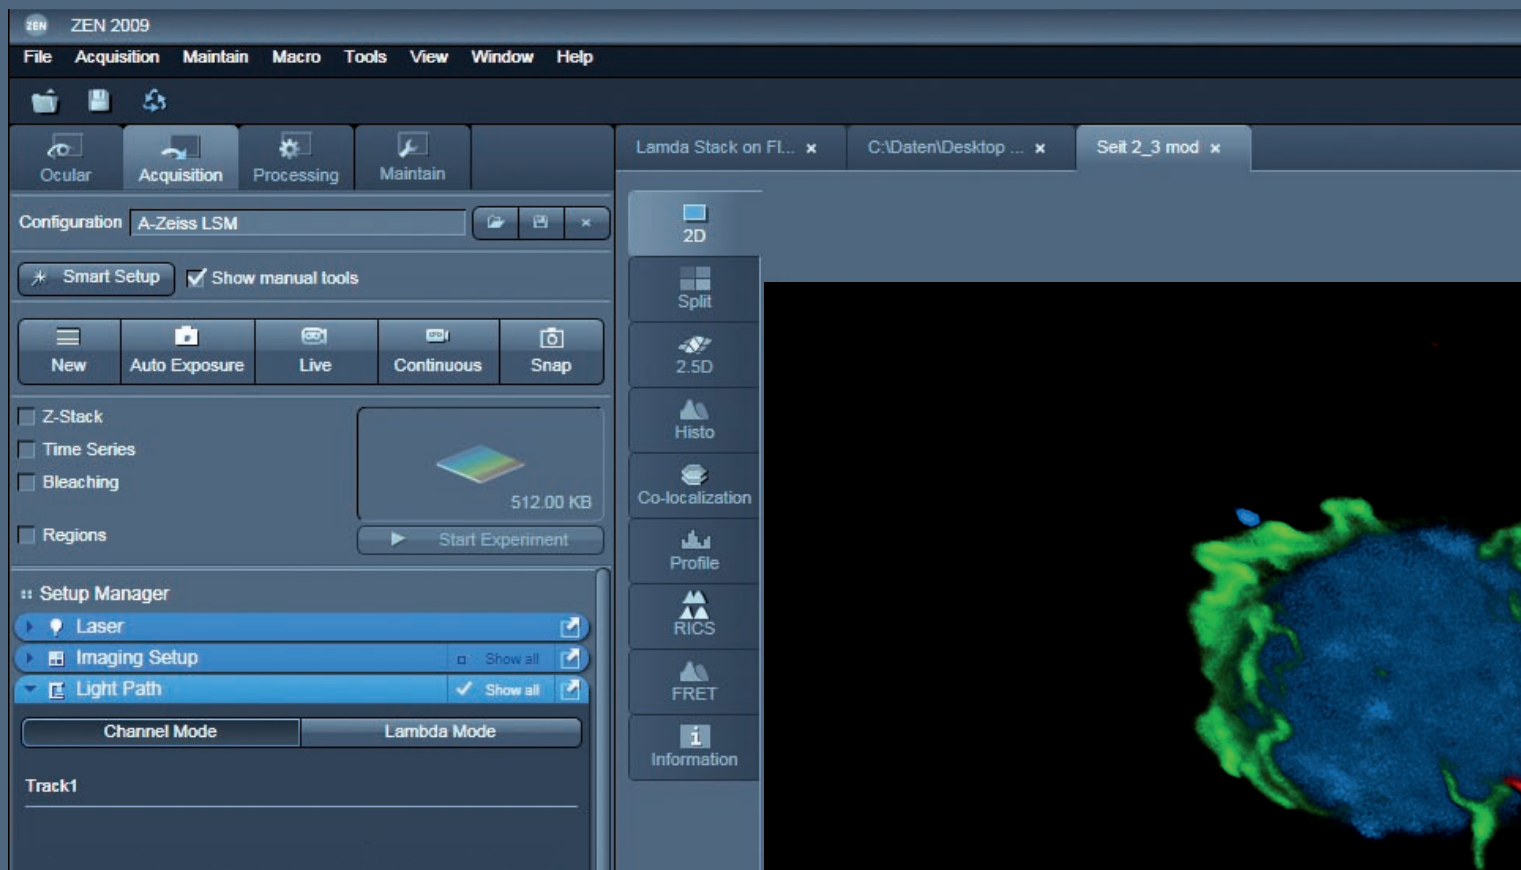 ZEN ZEN 2009
File Acquisition Maintain Macro Tools View Window Help
Ocular Acquisition Processing Maintain
Lamda Stack on Fl... x C:\Daten\Desktop ... x Seit 2_3 mod x
Configuration A-Zeiss LSM
2D
Smart Setup Show manual tools
Split
New Auto Exposure Live Continuous Snap
2.5D
Z-Stack
Histo
Time Series
Bleaching
512.00 KB
Co-localization
Regions
Start Experiment
Profile
Setup Manager
Laser
RICS
Imaging Setup Show all
Light Path Show all
FRET
Channel Mode Lambda Mode
i
Information
Track1